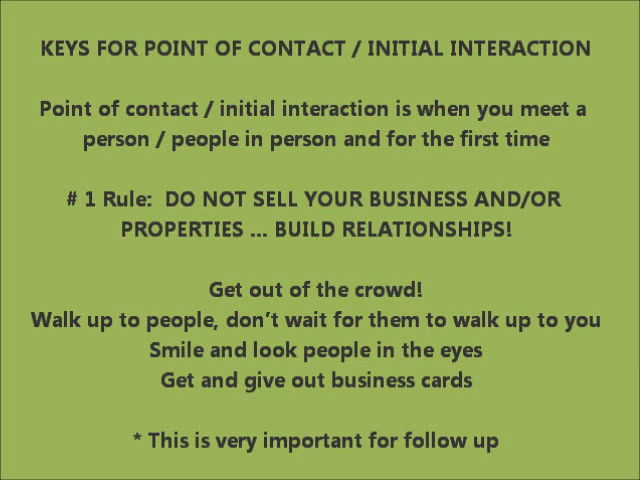 KEYS FOR POINT OF CONTACT / INITIAL INTERACTION
Point of contact / initial interaction is when you meet a
person / people in person and for the first time
# 1 Rule:  DO NOT SELL YOUR BUSINESS AND/OR
PROPERTIES ... BUILD RELATIONSHIPS!
Get out of the crowd!
Walk up to people, don’t wait for them to walk up to you
Smile and look people in the eyes
Get and give out business cards
* This is very important for follow up